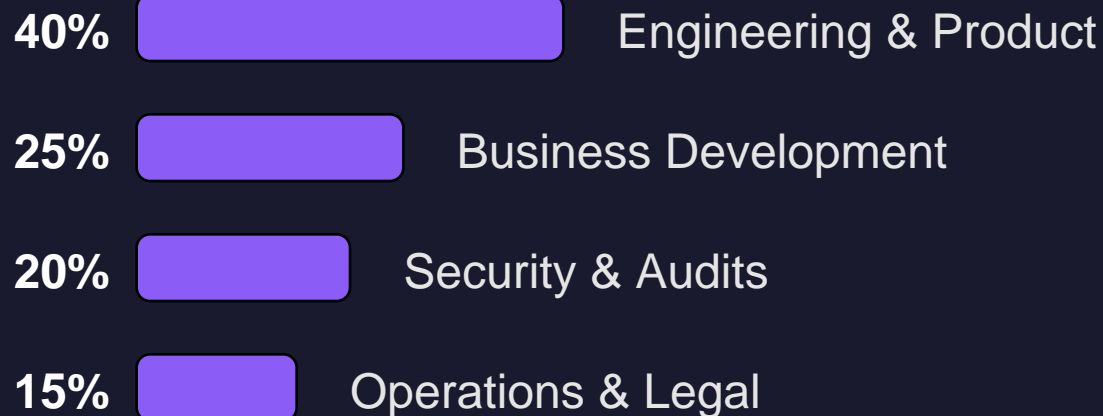 40% Engineering & Product
25% Business Development
20% Security & Audits
15% Operations & Legal